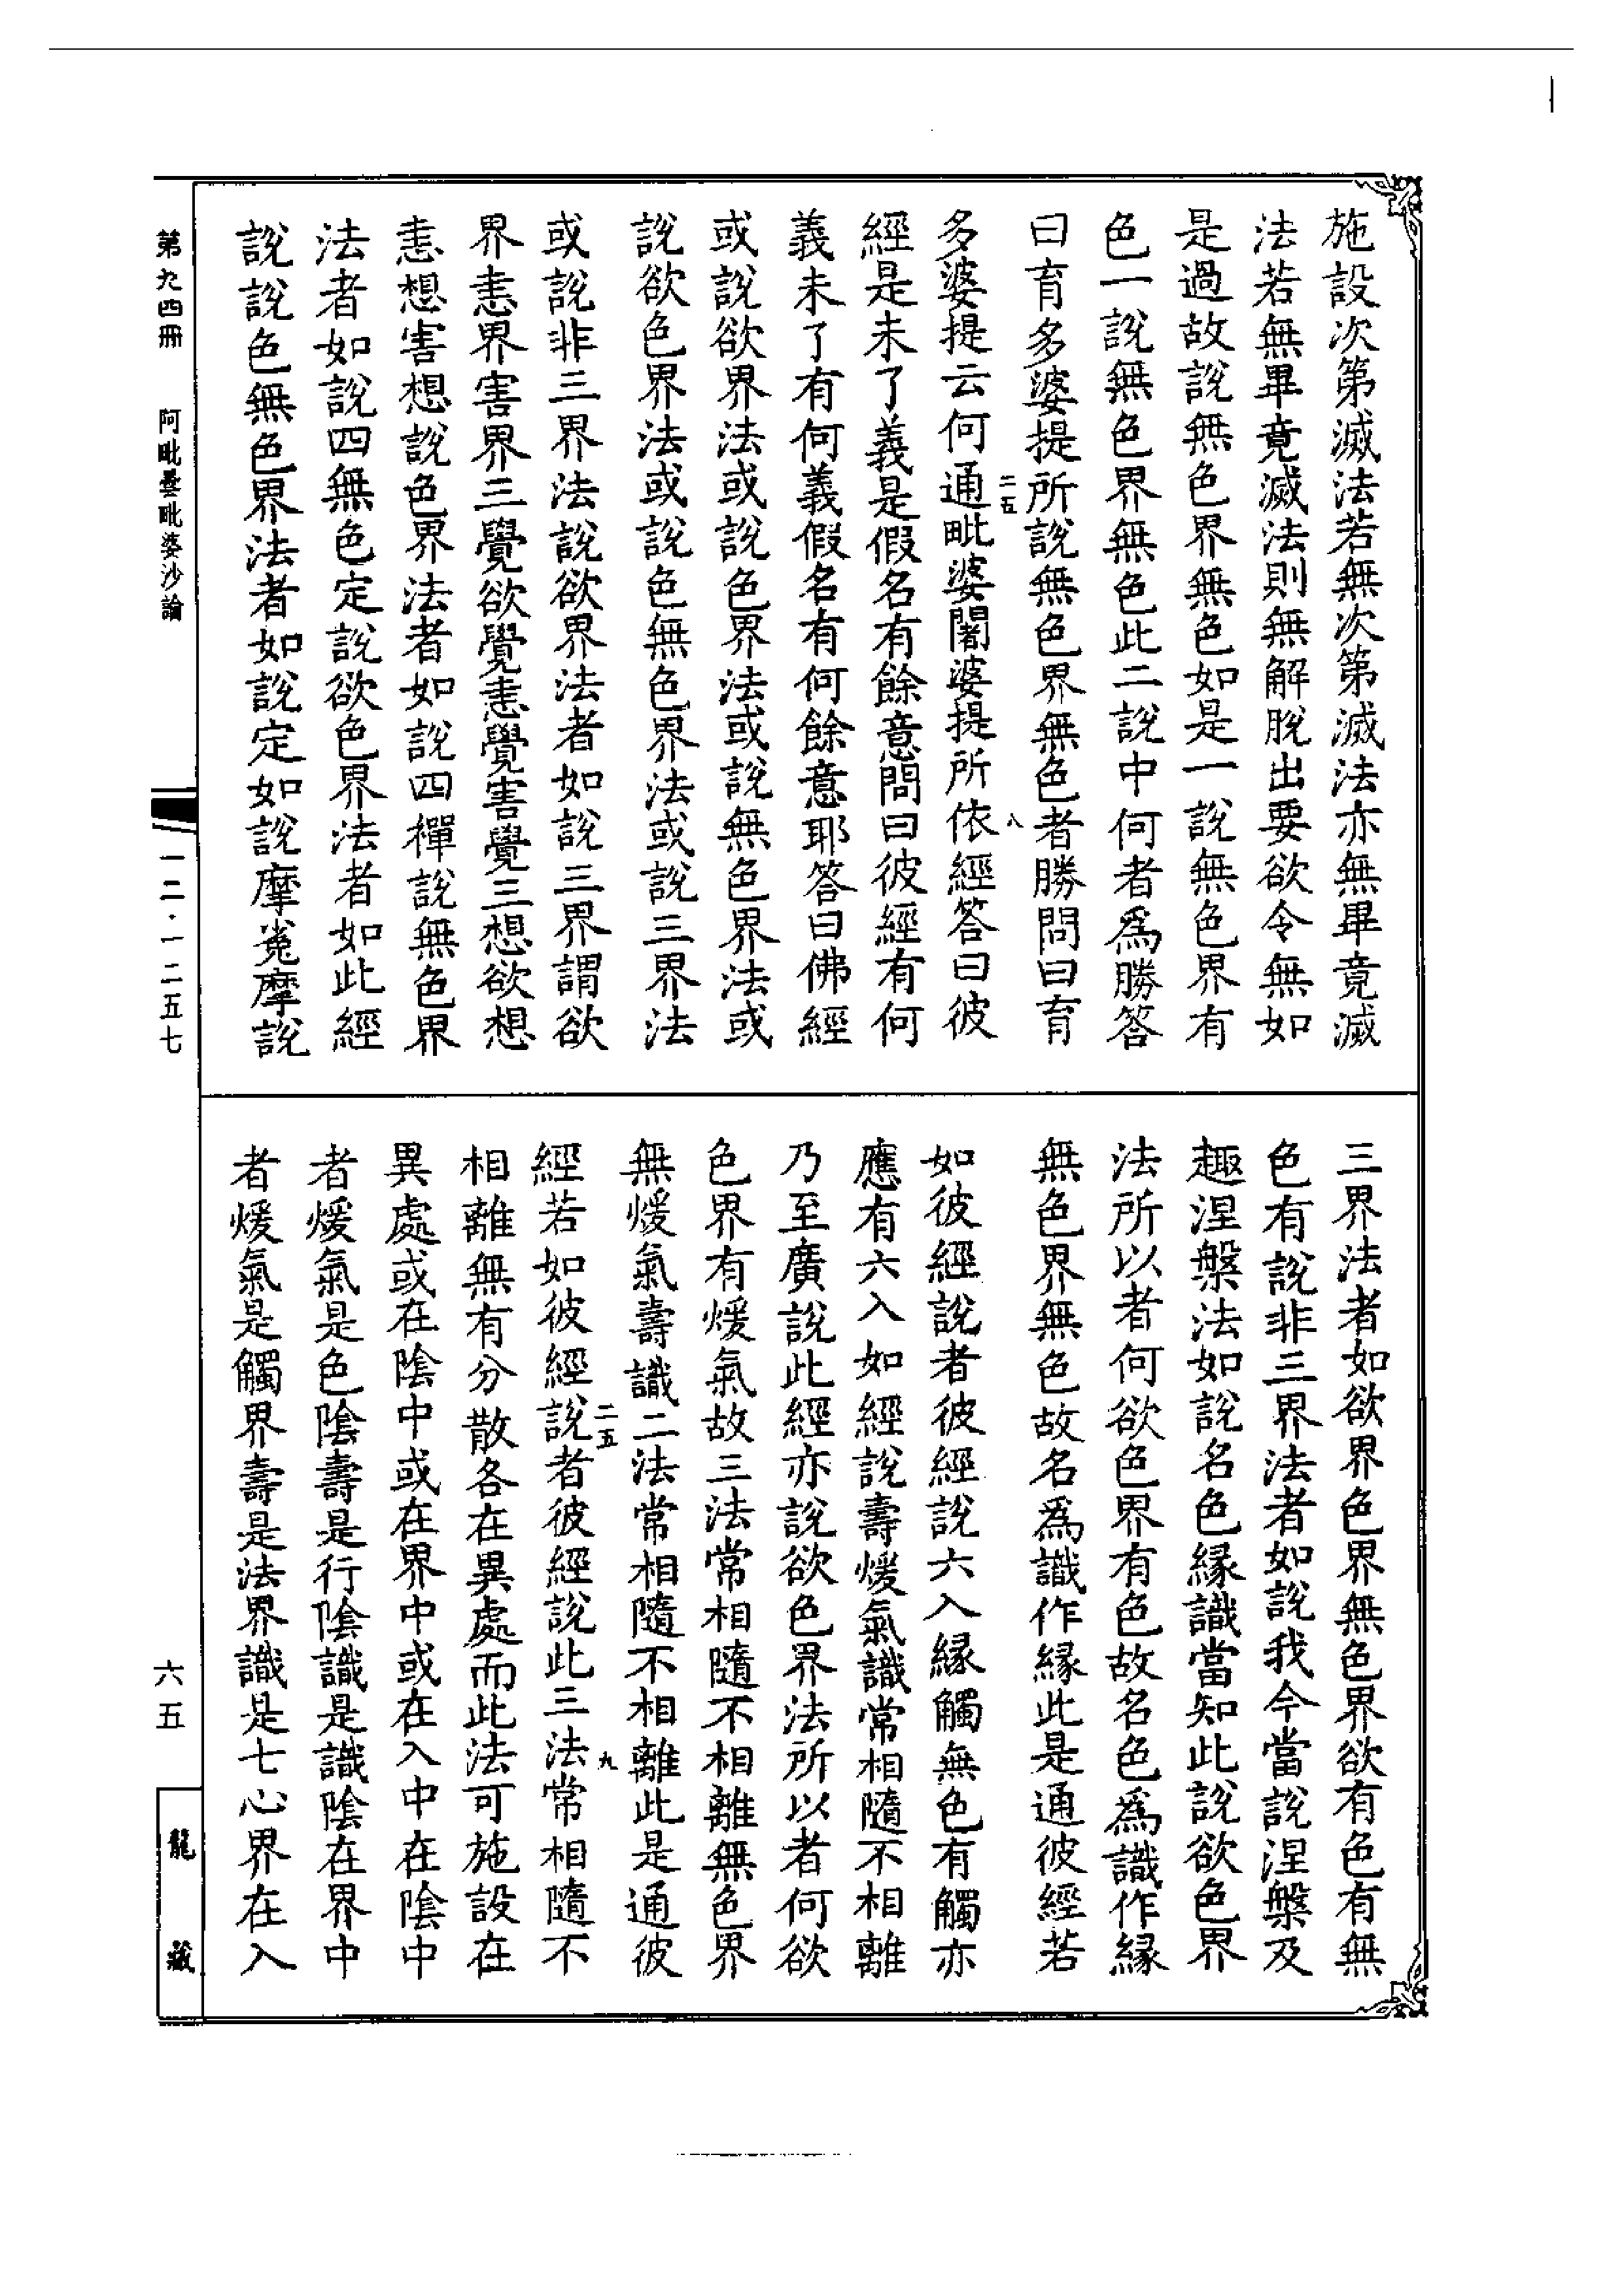 施設次第滅法若無次第滅法亦無畢竟滅
法若無畢竟滅法則無解脫出要欲令無如
是過故說無色界無色如是一說無色界有
色一說無色界無色此二說中何者爲勝答
曰育多婆提所說無色界無色者勝問曰育
二五
八
多婆提云何通毗婆闍婆提所依經答曰彼
經是未了義是假名有餘意問曰彼經有何
義未了有何義假名有何餘意耶答曰佛經
或說欲界法或說色界法或說無色界法或
說欲色界法或說色無色界法或說三界法
或說非三界法說欲界法者如說三界謂欲
界恚界害界三覺欲覺恚覺害覺三想欲想
恚想害想說色界法者如說四禪說無色界
法者如說四無色定說欲色界法者如此經
說說色無色界法者如說定如說摩㝹摩說
三界法者如欲界色界無色界欲有色有無
色有說非三界法者如說我今當說涅槃及
趣涅槃法如說名色緣識當知此說欲色界
法所以者何欲色界有色故名色爲識作緣
無色界無色故名爲識作緣此是通彼經若
如彼經說者彼經說六入緣觸無色有觸亦
應有六入如經說壽煖氣識常相隨不相離
乃至廣說此經亦說欲色界法所以者何欲
色界有煖氣故三法常相隨不相離無色界
無煖氣壽識二法常相隨不相離此是通彼
二五
九
經若如彼經說者彼經說此三法常相隨不
相離無有分散各在異處而此法可施設在
異處或在陰中或在界中或在入中在陰中
者煖氣是色陰壽是行陰識是識陰在界中
者煖氣是觸界壽是法界識是七心界在入
第九四冊 阿毗曇毗婆沙論
一二·一二五七
六五
龍藏